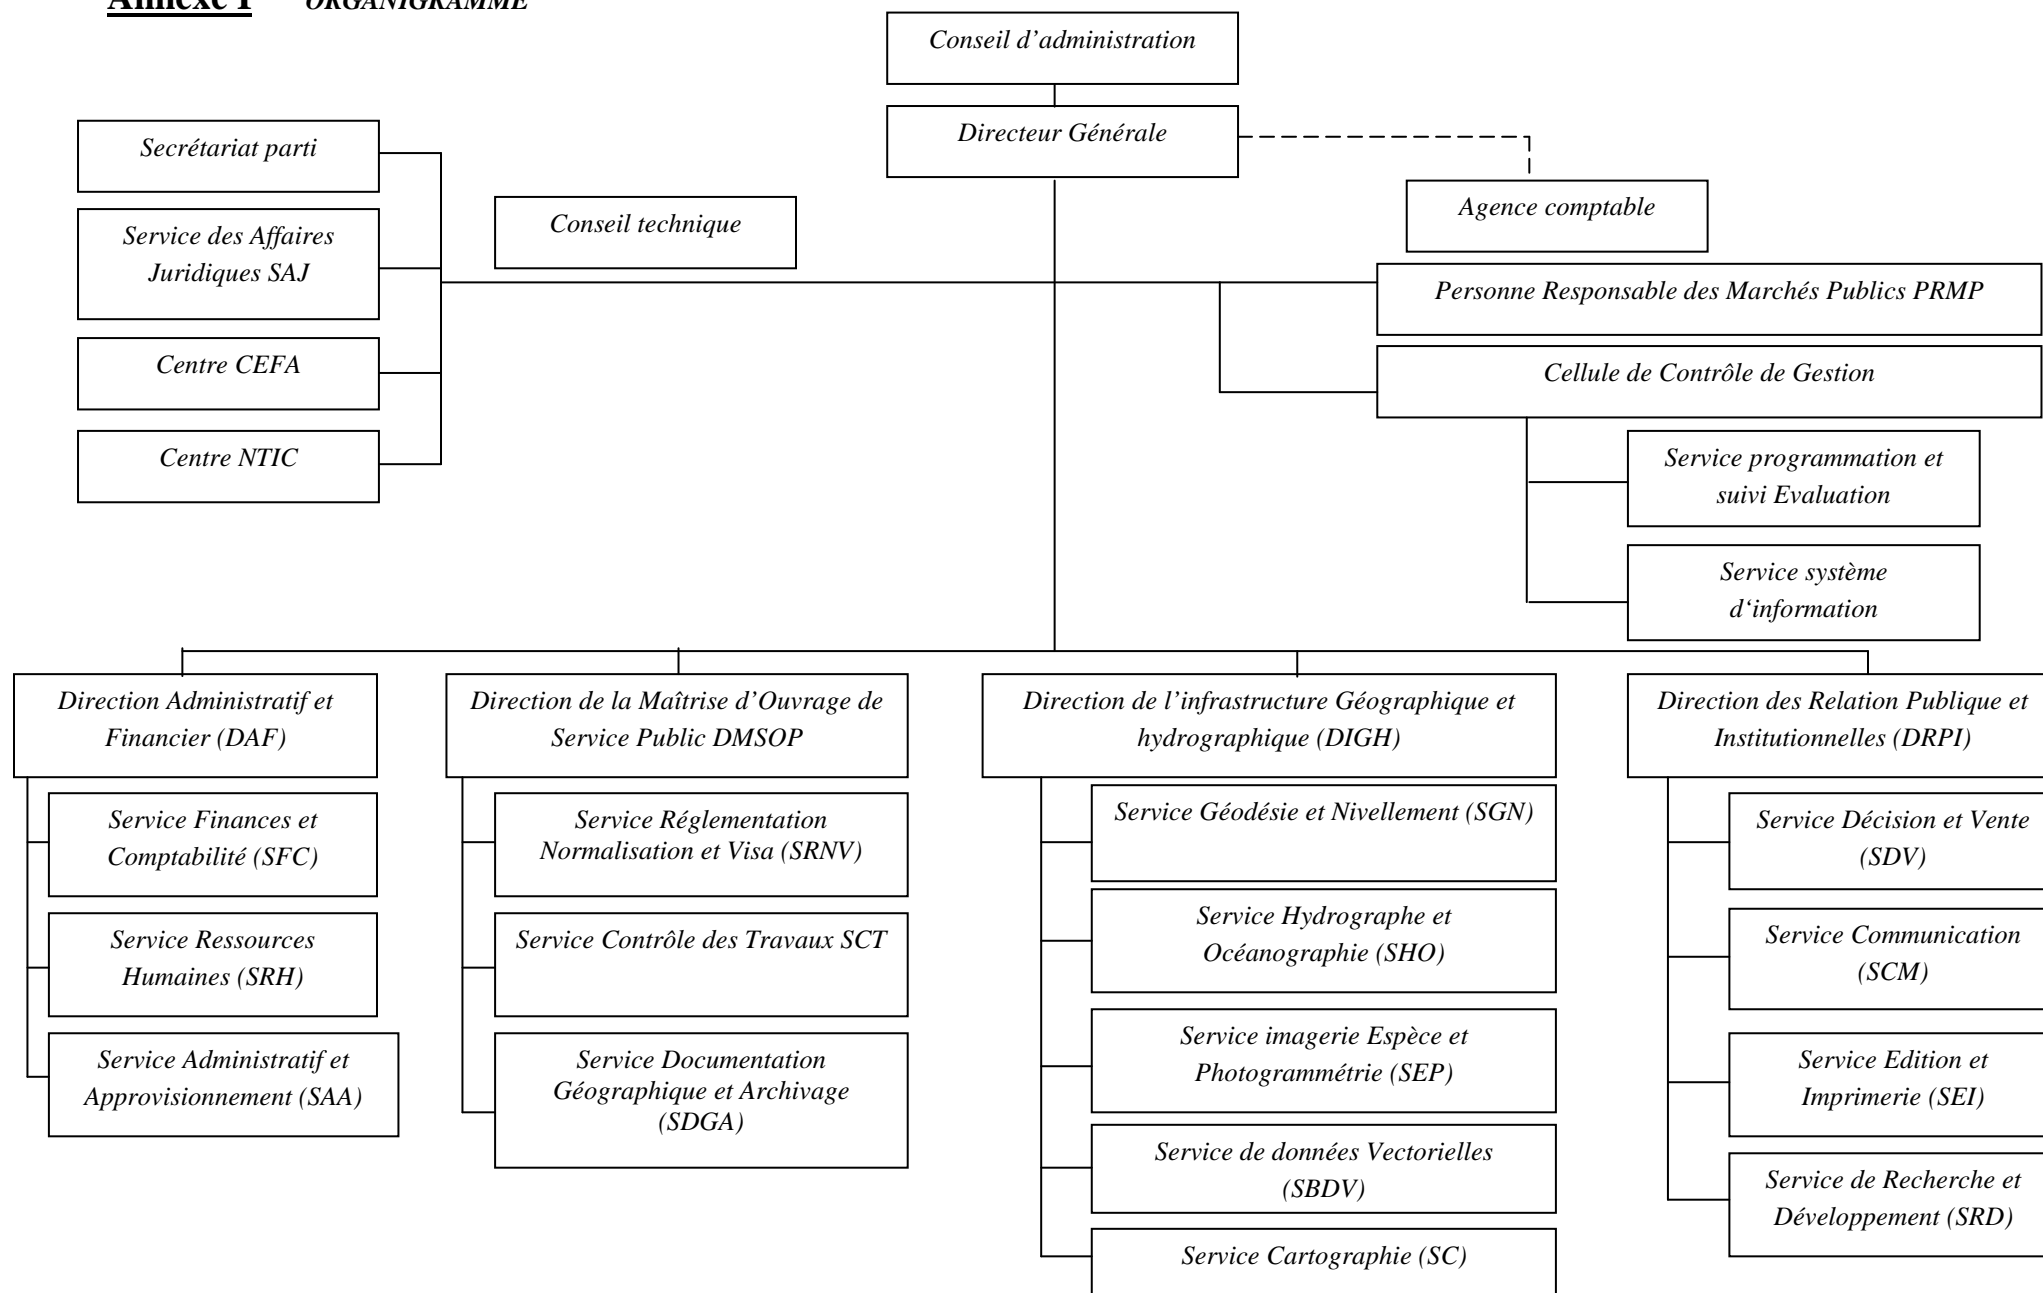 Annexe I ORGANIGRAMME
Conseil d’administration
Directeur Générale
Secrétariat parti
Service des Affaires
Juridiques SAJ
Centre CEFA
Centre NTIC
Conseil technique
Agence comptable
Personne Responsable des Marchés Publics PRMP
Cellule de Contrôle de Gestion
Service programmation et
suivi Evaluation
Service système
d‘information
Direction Administratif et
Financier (DAF)
Service Finances et
Comptabilité (SFC)
Service Ressources
Humaines (SRH)
Service Administratif et
Approvisionnement (SAA)
Direction de la Maîtrise d’Ouvrage de
Service Public DMSOP
Service Réglementation
Normalisation et Visa (SRNV)
Service Contrôle des Travaux SCT
Service Documentation
Géographique et Archivage
(SDGA)
Direction de l’infrastructure Géographique et
hydrographique (DIGH)
Service Géodésie et Nivellement (SGN)
Service Hydrographe et
Océanographie (SHO)
Service imagerie Espèce et
Photogrammétrie (SEP)
Service de données Vectorielles
(SBDV)
Service Cartographie (SC)
Direction des Relation Publique et
Institutionnelles (DRPI)
Service Décision et Vente
(SDV)
Service Communication
(SCM)
Service Edition et
Imprimerie (SEI)
Service de Recherche et
Développement (SRD)